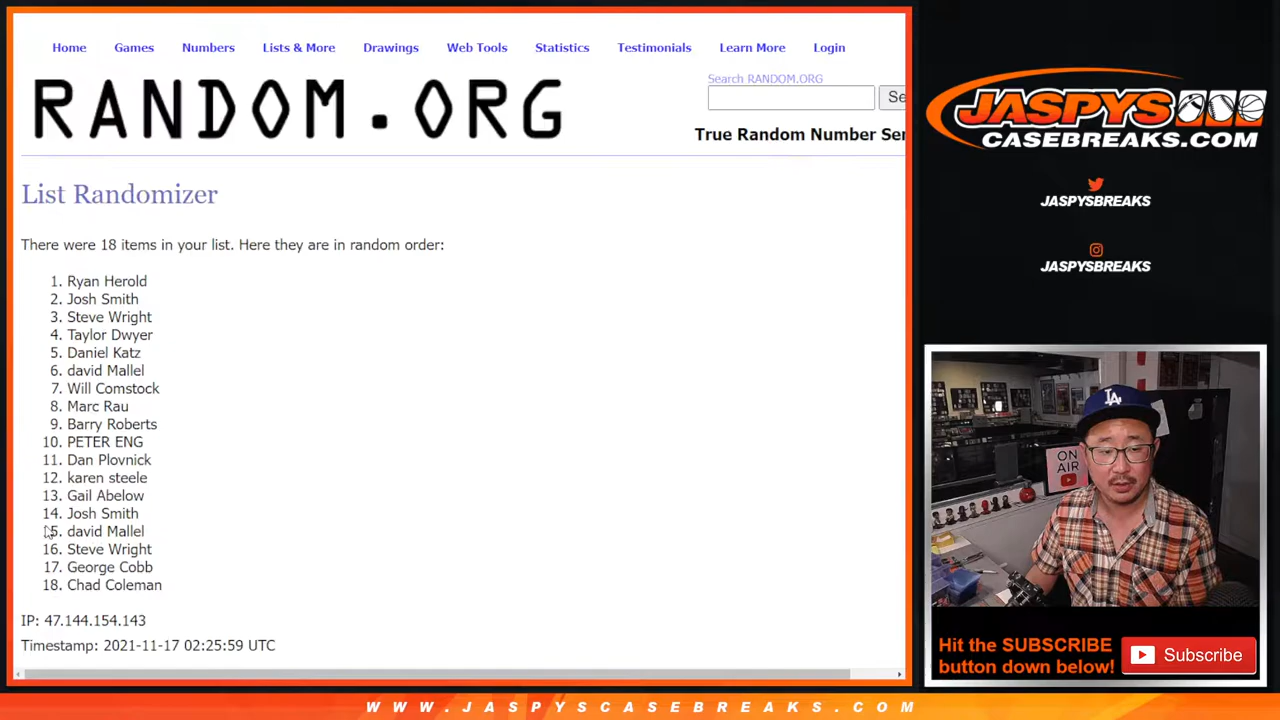 Home Games Numbers Lists & More Drawings Web Tools Statistics Testimonials Learn More Login
RANDOM.ORG
Search RANDOM.ORG
True Random Number Ser
List Randomizer
There were 18 items in your list. Here they are in random order:
1. Ryan Herold
2. Josh Smith
3. Steve Wright
4. Taylor Dwyer
5. Daniel Katz
6. david Mallel
7. Will Comstock
8. Marc Rau
9. Barry Roberts
10. PETER ENG
11. Dan Plovnick
12. karen steele
13. Gail Abelow
14. Josh Smith
15. david Mallel
16. Steve Wright
17. George Cobb
18. Chad Coleman
IP: 47.144.154.143
Timestamp: 2021-11-17 02:25:59 UTC
JASPYS
CASEBREAKS.COM
JASPYSBREAKS
JASPYSBREAKS
LA
ON
AIR
Hit the SUBSCRIBE
button down below!
Subscribe
WWW.JASPYSCASEBREAKS.COM